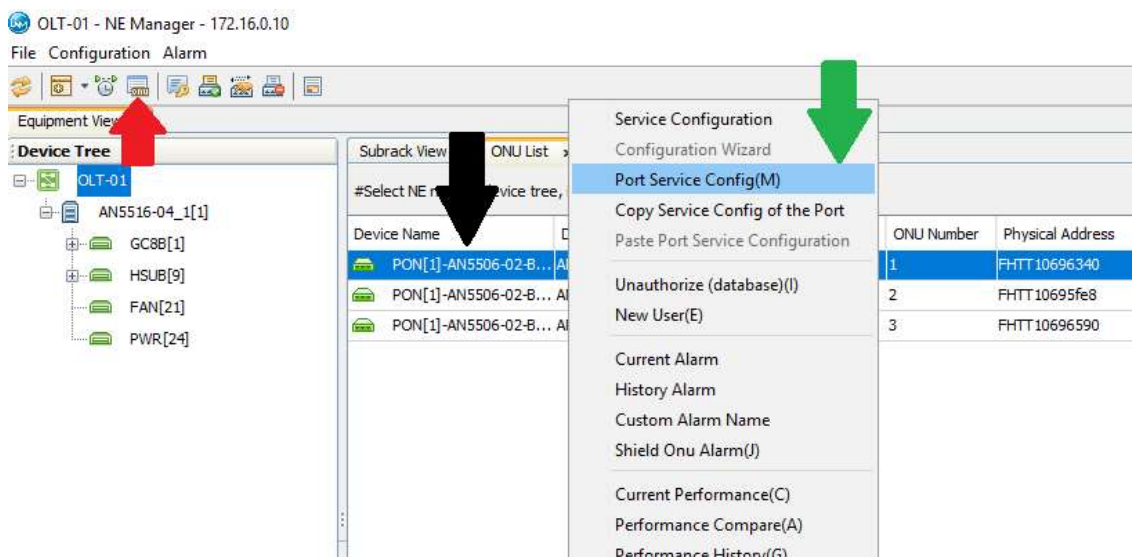 OLT-01 - NE Manager - 172.16.0.10
File Configuration Alarm
Equipment View
Device Tree
OLT-01
AN5516-04_1[1]
GC8B[1]
HSUB[9]
FAN[21]
PWR[24]
Subrack View ONU List
#Select NE device tree,
Device Name ONU Number Physical Address
PON[1]-AN5506-02-B... 1 FHTT10696340
PON[1]-AN5506-02-B... 2 FHTT10695fe8
PON[1]-AN5506-02-B... 3 FHTT10696590
Service Configuration
Configuration Wizard
Port Service Config(M)
Copy Service Config of the Port
Paste Port Service Configuration
Unauthorize (database)(I)
New User(E)
Current Alarm
History Alarm
Custom Alarm Name
Shield Onu Alarm(J)
Current Performance(C)
Performance Compare(A)
Performance History(G)